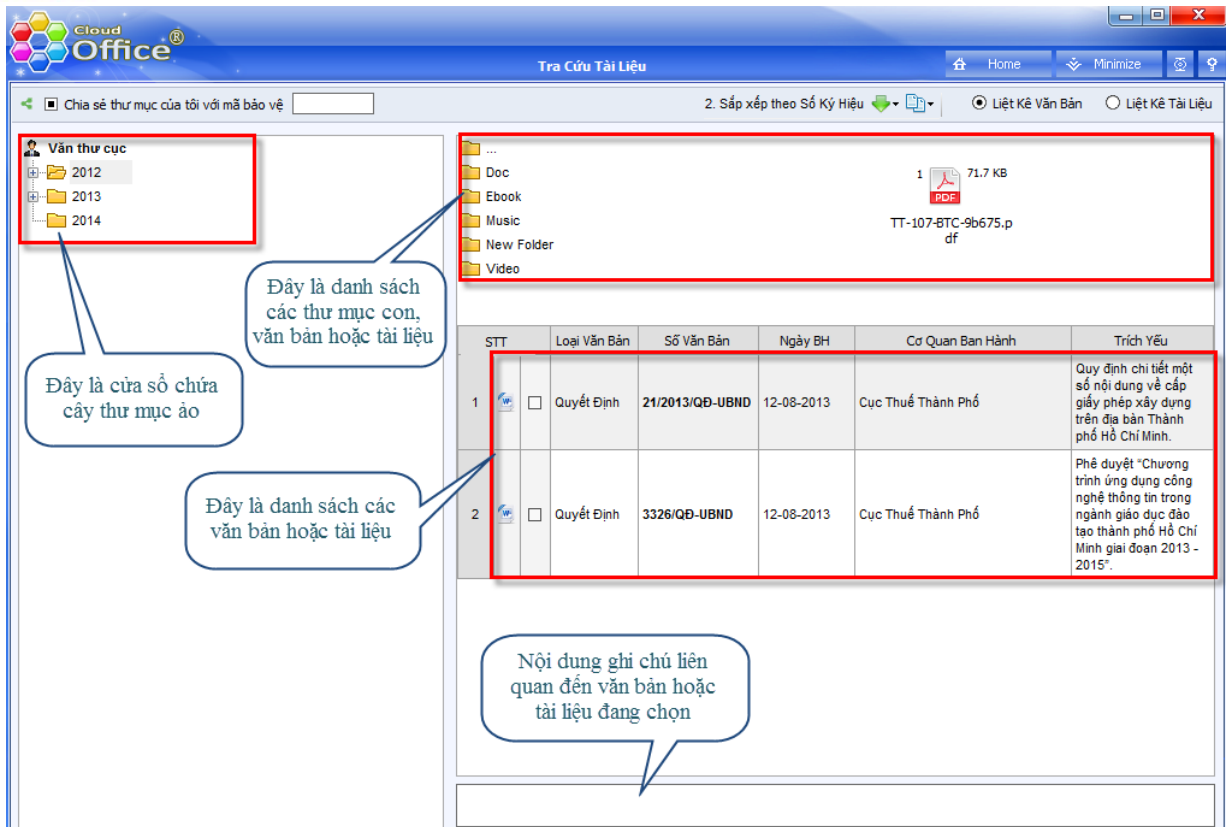 Cloud
Office®
Tra Cứu Tài Liệu
Home
Minimize
Chia sẻ thư mục của tôi với mã bảo vệ
2. Sắp xếp theo Số Ký Hiệu
Liệt Kê Văn Bản
Liệt Kê Tài Liệu
Văn thư cục
2012
2013
2014
...
Doc
Ebook
Music
New Folder
Video
1
PDF
71.7 KB
TT-107-BTC-9b675.p
df
Đây là danh sách
các thư mục con,
văn bản hoặc tài liệu
Đây là cửa sổ chứa
cây thư mục ảo
STT
Loại Văn Bản
Số Văn Bản
Ngày BH
Cơ Quan Ban Hành
Trích Yếu
1
Quyết Định
21/2013/QĐ-UBND
12-08-2013
Cục Thuế Thành Phố
Quy định chi tiết một
số nội dung về cấp
giấy phép xây dựng
trên địa bàn Thành
phố Hồ Chí Minh.
2
Quyết Định
3326/QĐ-UBND
12-08-2013
Cục Thuế Thành Phố
Phê duyệt “Chương
trình ứng dụng công
nghệ thông tin trong
ngành giáo dục đào
tạo thành phố Hồ Chí
Minh giai đoạn 2013 -
2015”.
Đây là danh sách các
văn bản hoặc tài liệu
Nội dung ghi chú liên
quan đến văn bản hoặc
tài liệu đang chọn